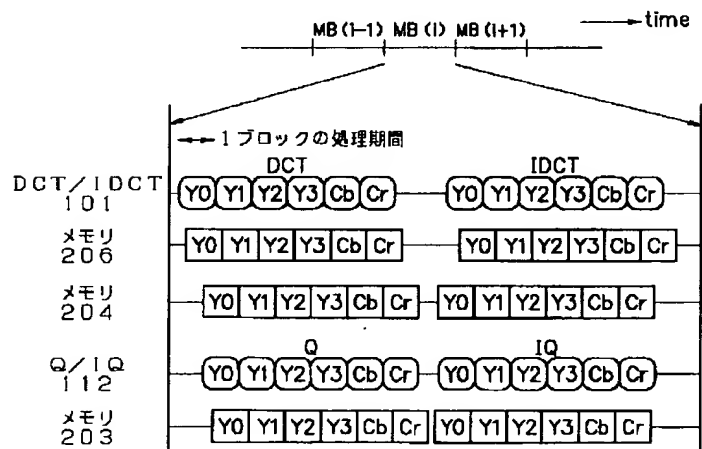 MB(i-1) MB(i) MB(i+1) time
1ブロックの処理期間
DCT IDCT
DCT/IDCT
101
Y0 Y1 Y2 Y3 Cb Cr Y0 Y1 Y2 Y3 Cb Cr
メモリ
206
Y0 Y1 Y2 Y3 Cb Cr Y0 Y1 Y2 Y3 Cb Cr
メモリ
204
Y0 Y1 Y2 Y3 Cb Cr Y0 Y1 Y2 Y3 Cb Cr
Q IQ
Q/IQ
112
Y0 Y1 Y2 Y3 Cb Cr Y0 Y1 Y2 Y3 Cb Cr
メモリ
203
Y0 Y1 Y2 Y3 Cb Cr Y0 Y1 Y2 Y3 Cb Cr